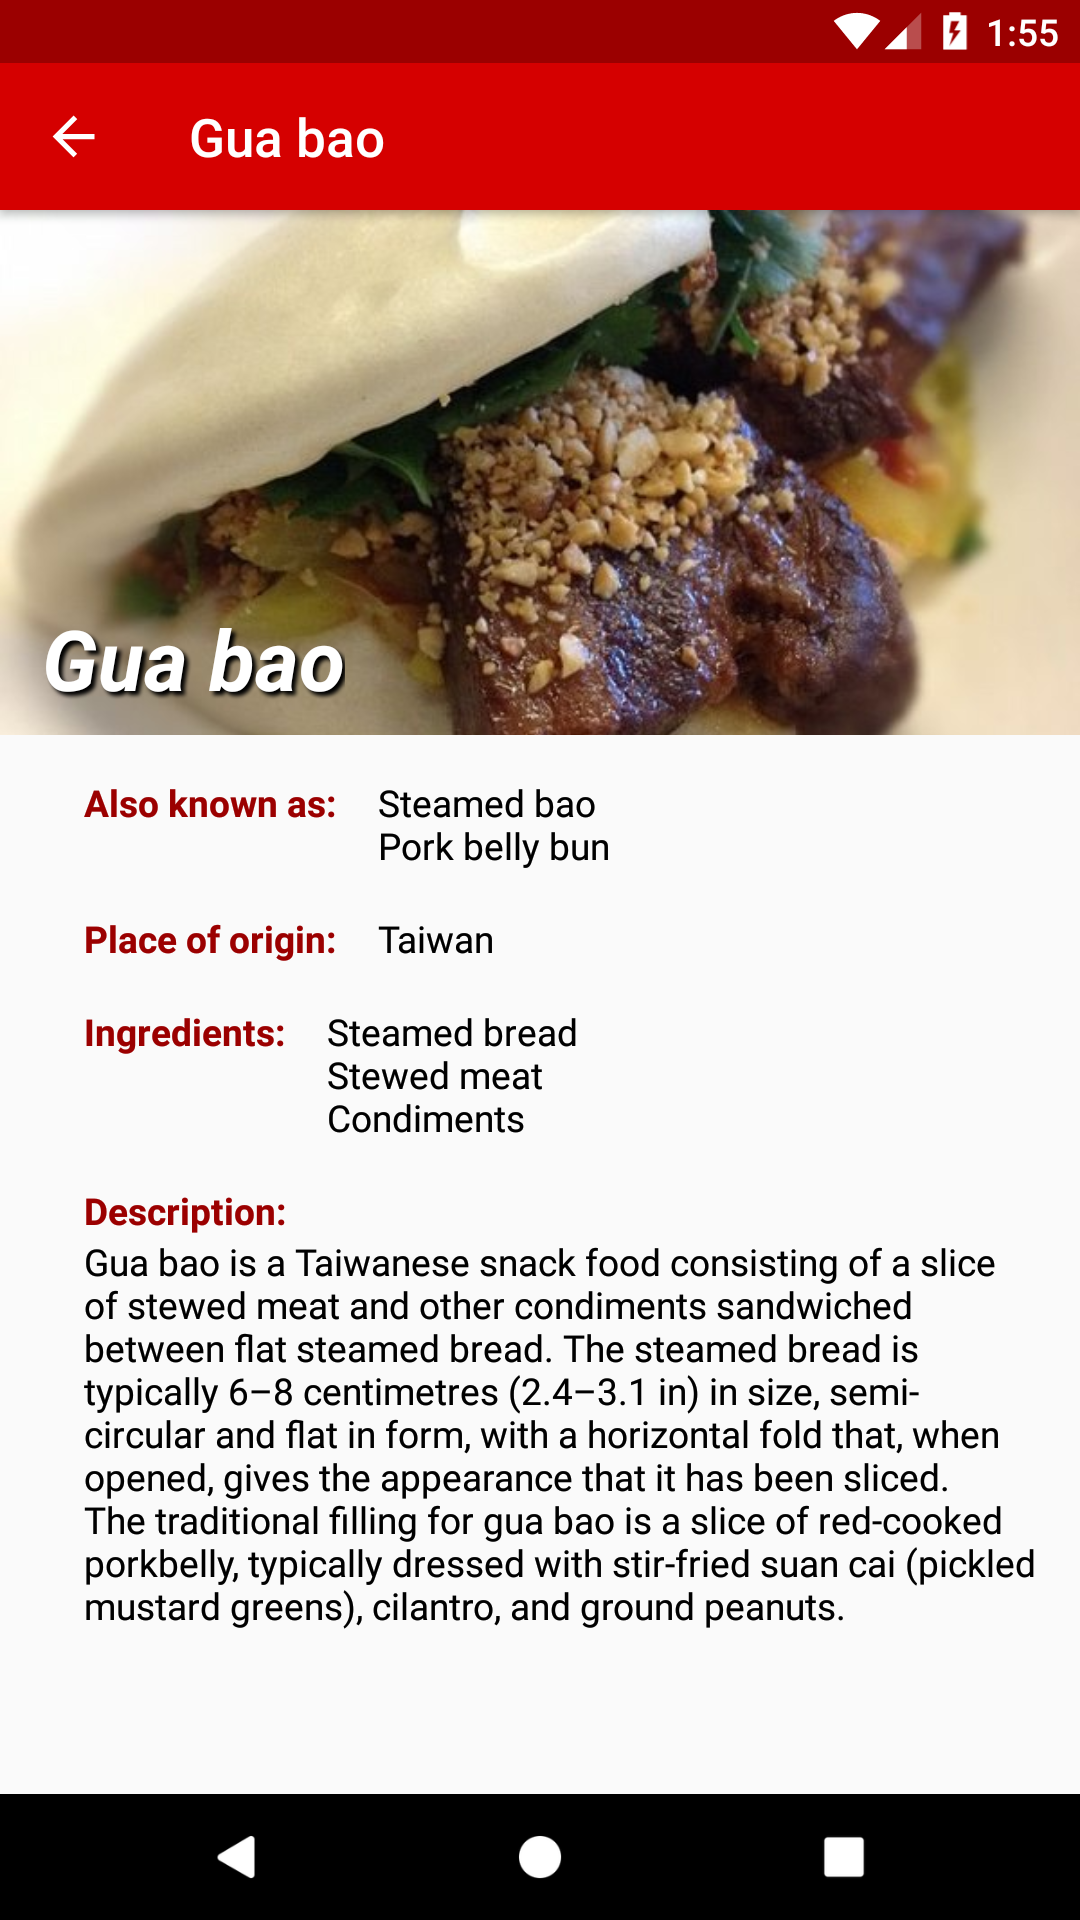 1:55
Gua bao
Gua bao
Also known as: Steamed bao
Pork belly bun
Place of origin: Taiwan
Ingredients: Steamed bread
Stewed meat
Condiments
Description:
Gua bao is a Taiwanese snack food consisting of a slice
of stewed meat and other condiments sandwiched
between flat steamed bread. The steamed bread is
typically 6–8 centimetres (2.4–3.1 in) in size, semi-
circular and flat in form, with a horizontal fold that, when
opened, gives the appearance that it has been sliced.
The traditional filling for gua bao is a slice of red-cooked
porkbelly, typically dressed with stir-fried suan cai (pickled
mustard greens), cilantro, and ground peanuts.